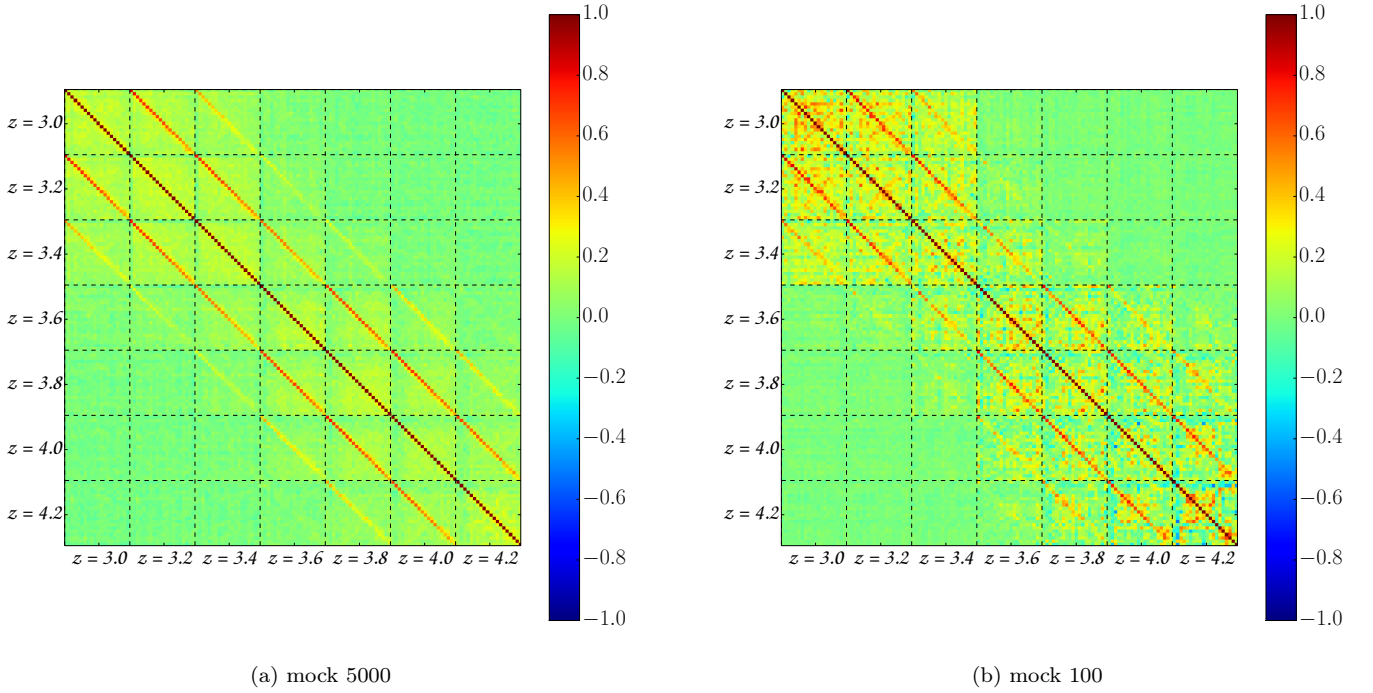 1.0
0.8
0.6
0.4
0.2
0.0
−0.2
−0.4
−0.6
−0.8
−1.0
z = 3.0
z = 3.2
z = 3.4
z = 3.6
z = 3.8
z = 4.0
z = 4.2
z = 3.0 z = 3.2 z = 3.4 z = 3.6 z = 3.8 z = 4.0 z = 4.2
(a) mock 5000
1.0
0.8
0.6
0.4
0.2
0.0
−0.2
−0.4
−0.6
−0.8
−1.0
z = 3.0
z = 3.2
z = 3.4
z = 3.6
z = 3.8
z = 4.0
z = 4.2
z = 3.0 z = 3.2 z = 3.4 z = 3.6 z = 3.8 z = 4.0 z = 4.2
(b) mock 100